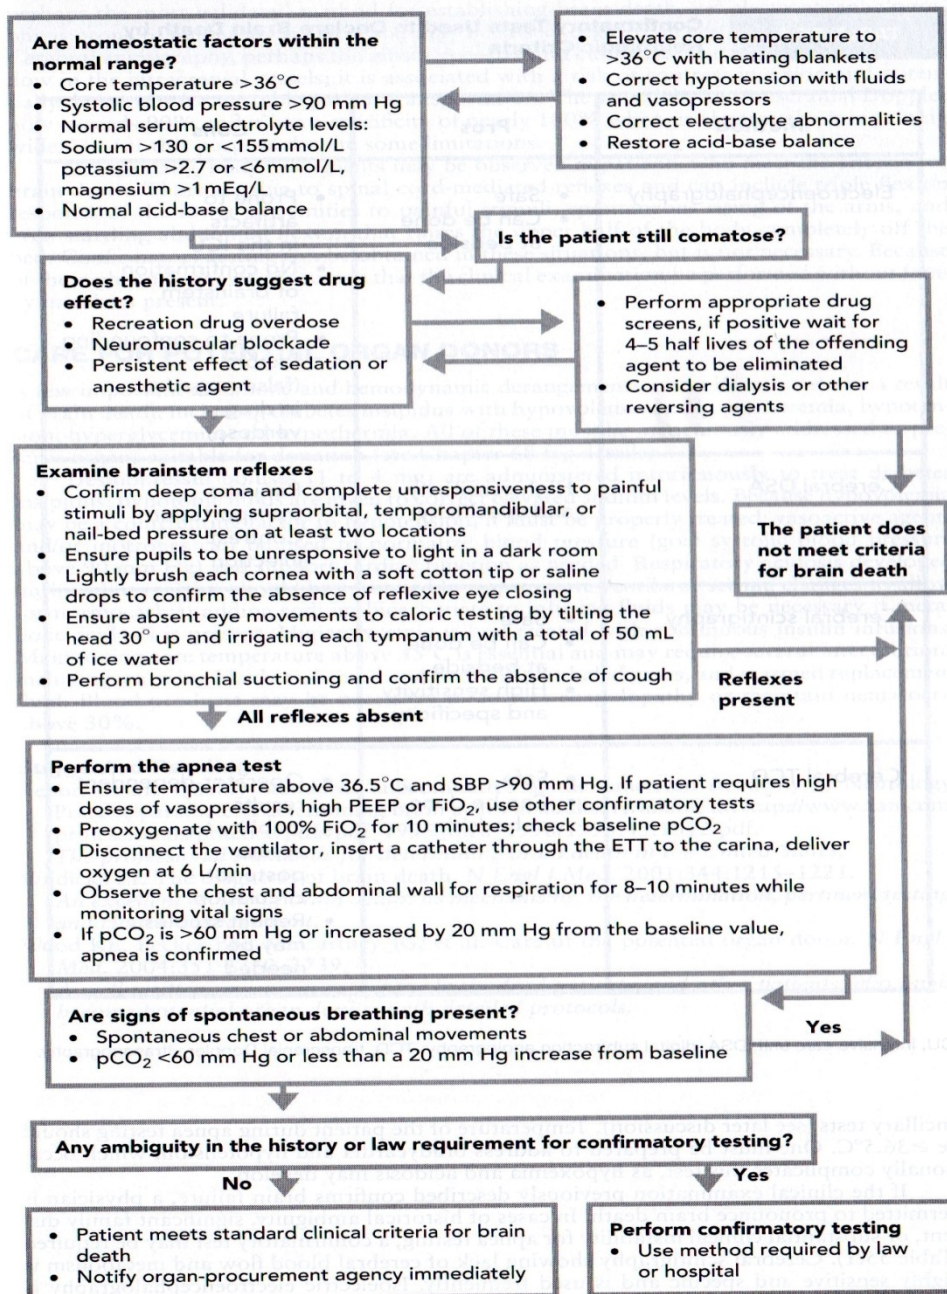 Are homeostatic factors within the
normal range?
• Core temperature >36°C
• Systolic blood pressure >90 mm Hg
• Normal serum electrolyte levels:
Sodium >130 or <155mmol/L
potassium >2.7 or <6mmol/L,
magnesium >1mEq/L
• Normal acid-base balance
• Elevate core temperature to
>36°C with heating blankets
• Correct hypotension with fluids
and vasopressors
• Correct electrolyte abnormalities
• Restore acid-base balance
Is the patient still comatose?
Does the history suggest drug
effect?
• Recreation drug overdose
• Neuromuscular blockade
• Persistent effect of sedation or
anesthetic agent
• Perform appropriate drug
screens, if positive wait for
4–5 half lives of the offending
agent to be eliminated
• Consider dialysis or other
reversing agents
Examine brainstem reflexes
• Confirm deep coma and complete unresponsiveness to painful
stimuli by applying supraorbital, temporomandibular, or
nail-bed pressure on at least two occasions
• Ensure pupils to be unresponsive to light in a dark room
• Lightly brush each cornea with a soft cotton tip or saline
drops to confirm the absence of reflexive eye closing
• Ensure absent eye movements to caloric testing by tilting the
head 30° up and irrigating each tympanum with a total of 50 mL
of ice water
• Perform bronchial suctioning and confirm the absence of cough
The patient does
not meet criteria
for brain death
Reflexes
present
All reflexes absent
Perform the apnea test
• Ensure temperature above 36.5°C and SBP >90 mm Hg. If patient requires high
doses of vasopressors, high PEEP or FiO₂, use other confirmatory tests
• Preoxygenate with 100% FiO₂ for 10 minutes; check baseline pCO₂
• Disconnect the ventilator, insert a catheter through the ETT to the carina, deliver
oxygen at 6 L/min
• Observe the chest and abdominal wall for respiration for 8–10 minutes while
monitoring vital signs
• If pCO₂ is >60 mm Hg or increased by 20 mm Hg from the baseline value,
apnea is confirmed
Are signs of spontaneous breathing present?
• Spontaneous chest or abdominal movements
• pCO₂ <60 mm Hg or less than a 20 mm Hg increase from baseline
Yes
Any ambiguity in the history or law requirement for confirmatory testing?
No
Yes
• Patient meets standard clinical criteria for brain
death
• Notify organ-procurement agency immediately
Perform confirmatory testing
• Use method required by law
or hospital